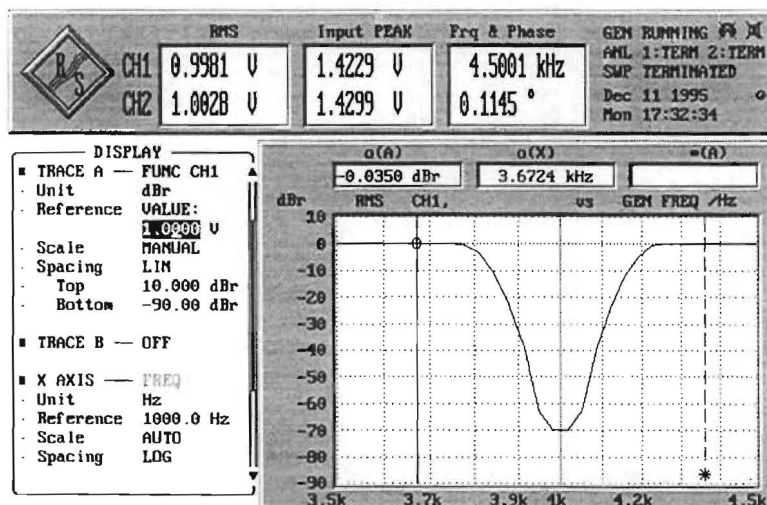 RMS Input PEAK Frq & Phase
R S
CH1 0.9981 V 1.4229 V 4.5001 kHz
CH2 1.0028 V 1.4299 V 0.1145 °
GEN RUNNING
ANL 1:TERM 2:TERM
SWP TERMINATED
Dec 11 1995
Mon 17:32:34
DISPLAY
TRACE A — FUNC CH1
Unit dBr
Reference VALUE:
1.0000 V
Scale MANUAL
Spacing LIN
Top 10.000 dBr
Bottom -90.00 dBr
TRACE B — OFF
X AXIS — FREQ
Unit Hz
Reference 1000.0 Hz
Scale AUTO
Spacing LOG
o(A) o(X) *(A)
-0.0350 dBr 3.6724 kHz
dBr RMS CH1, vs GEN FREQ /Hz
10
0
-10
-20
-30
-40
-50
-60
-70
-80
-90
3.5k 3.7k 3.9k 4k 4.2k 4.5k